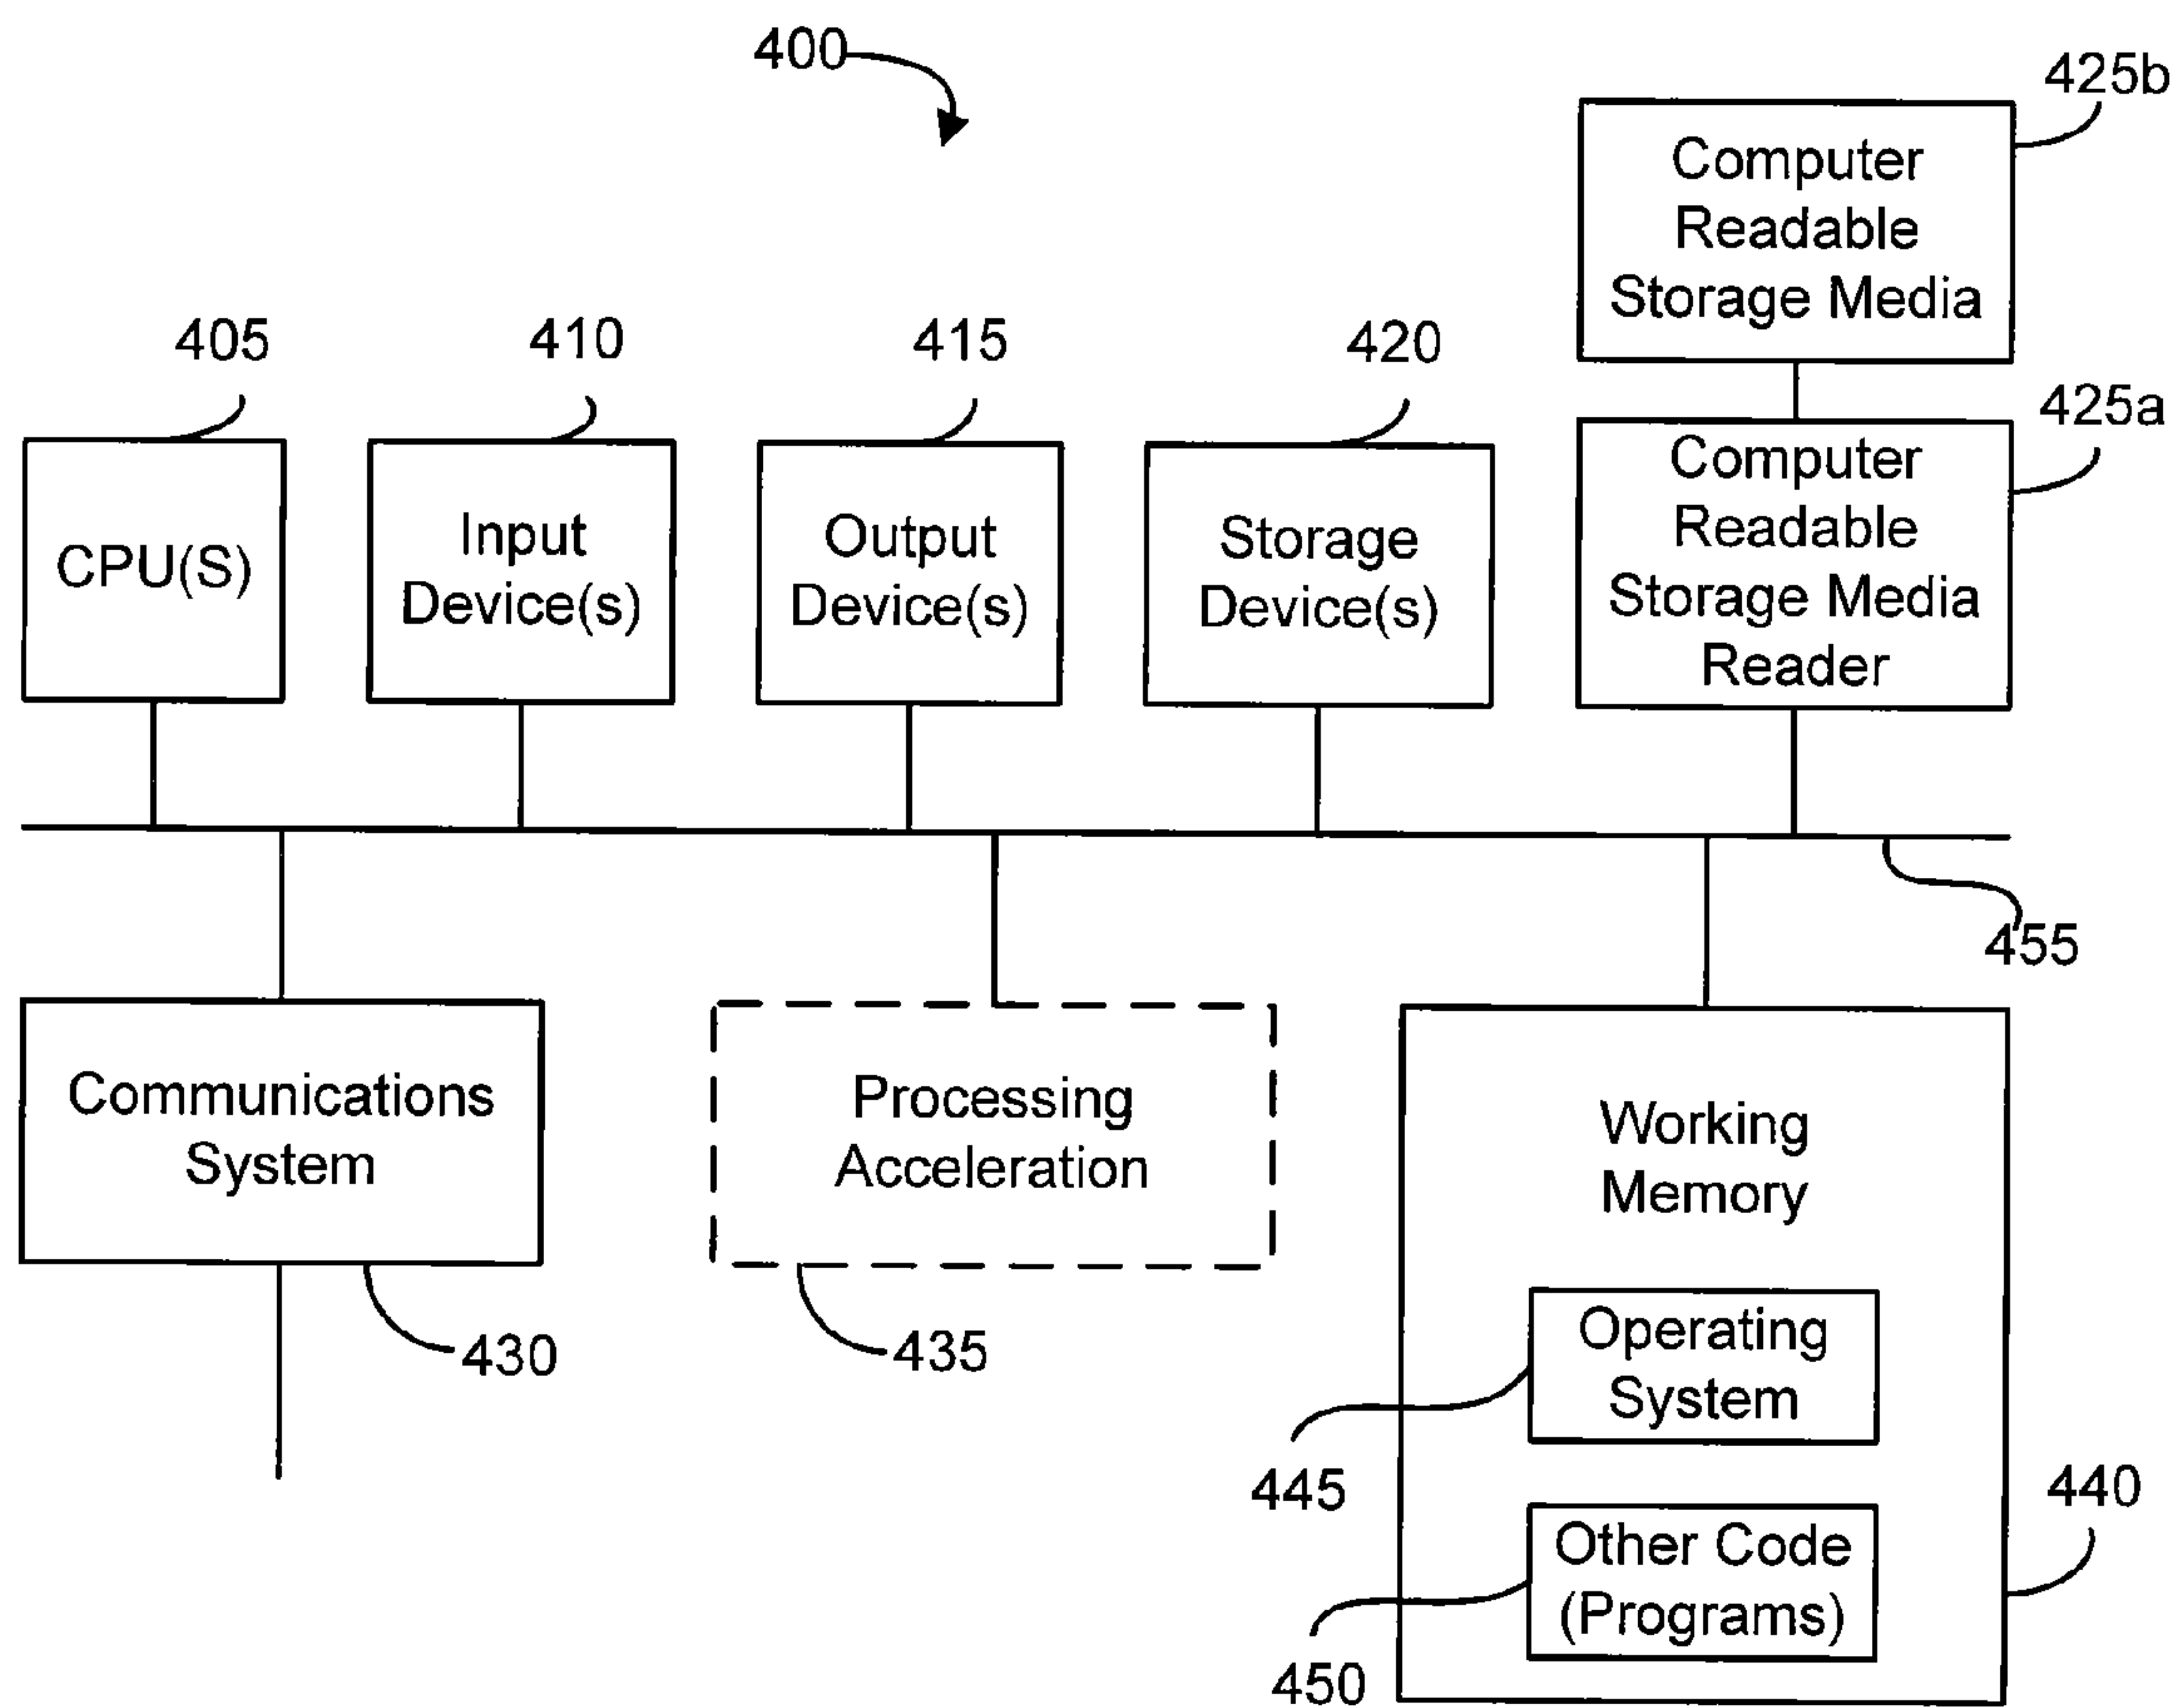 400
425b
Computer
Readable
Storage Media
405
410
415
420
425a
CPU(S)
Input
Device(s)
Output
Device(s)
Storage
Device(s)
Computer
Readable
Storage Media
Reader
455
Communications
System
430
Processing
Acceleration
435
Working
Memory
Operating
System
445
440
Other Code
(Programs)
450